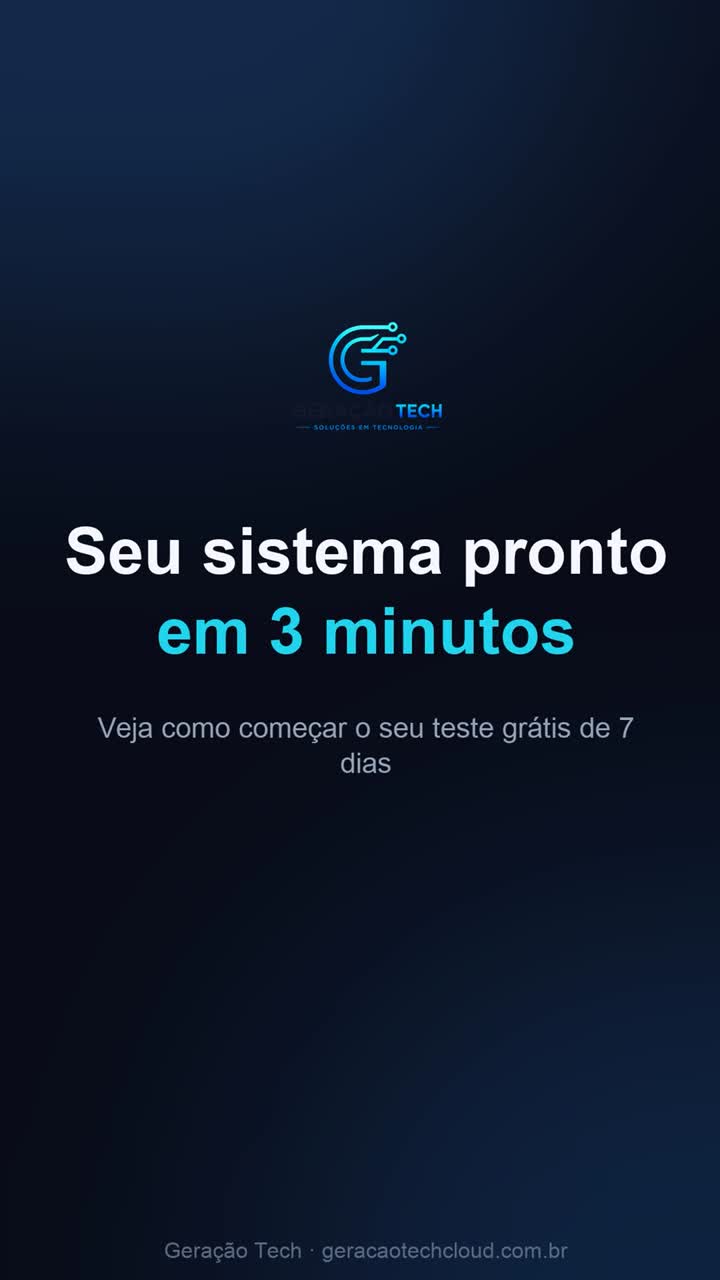 GERAÇÃO TECH
SOLUÇÕES EM TECNOLOGIA
Seu sistema pronto
em 3 minutos
Veja como começar o seu teste grátis de 7
dias
Geração Tech · geracaotechcloud.com.br